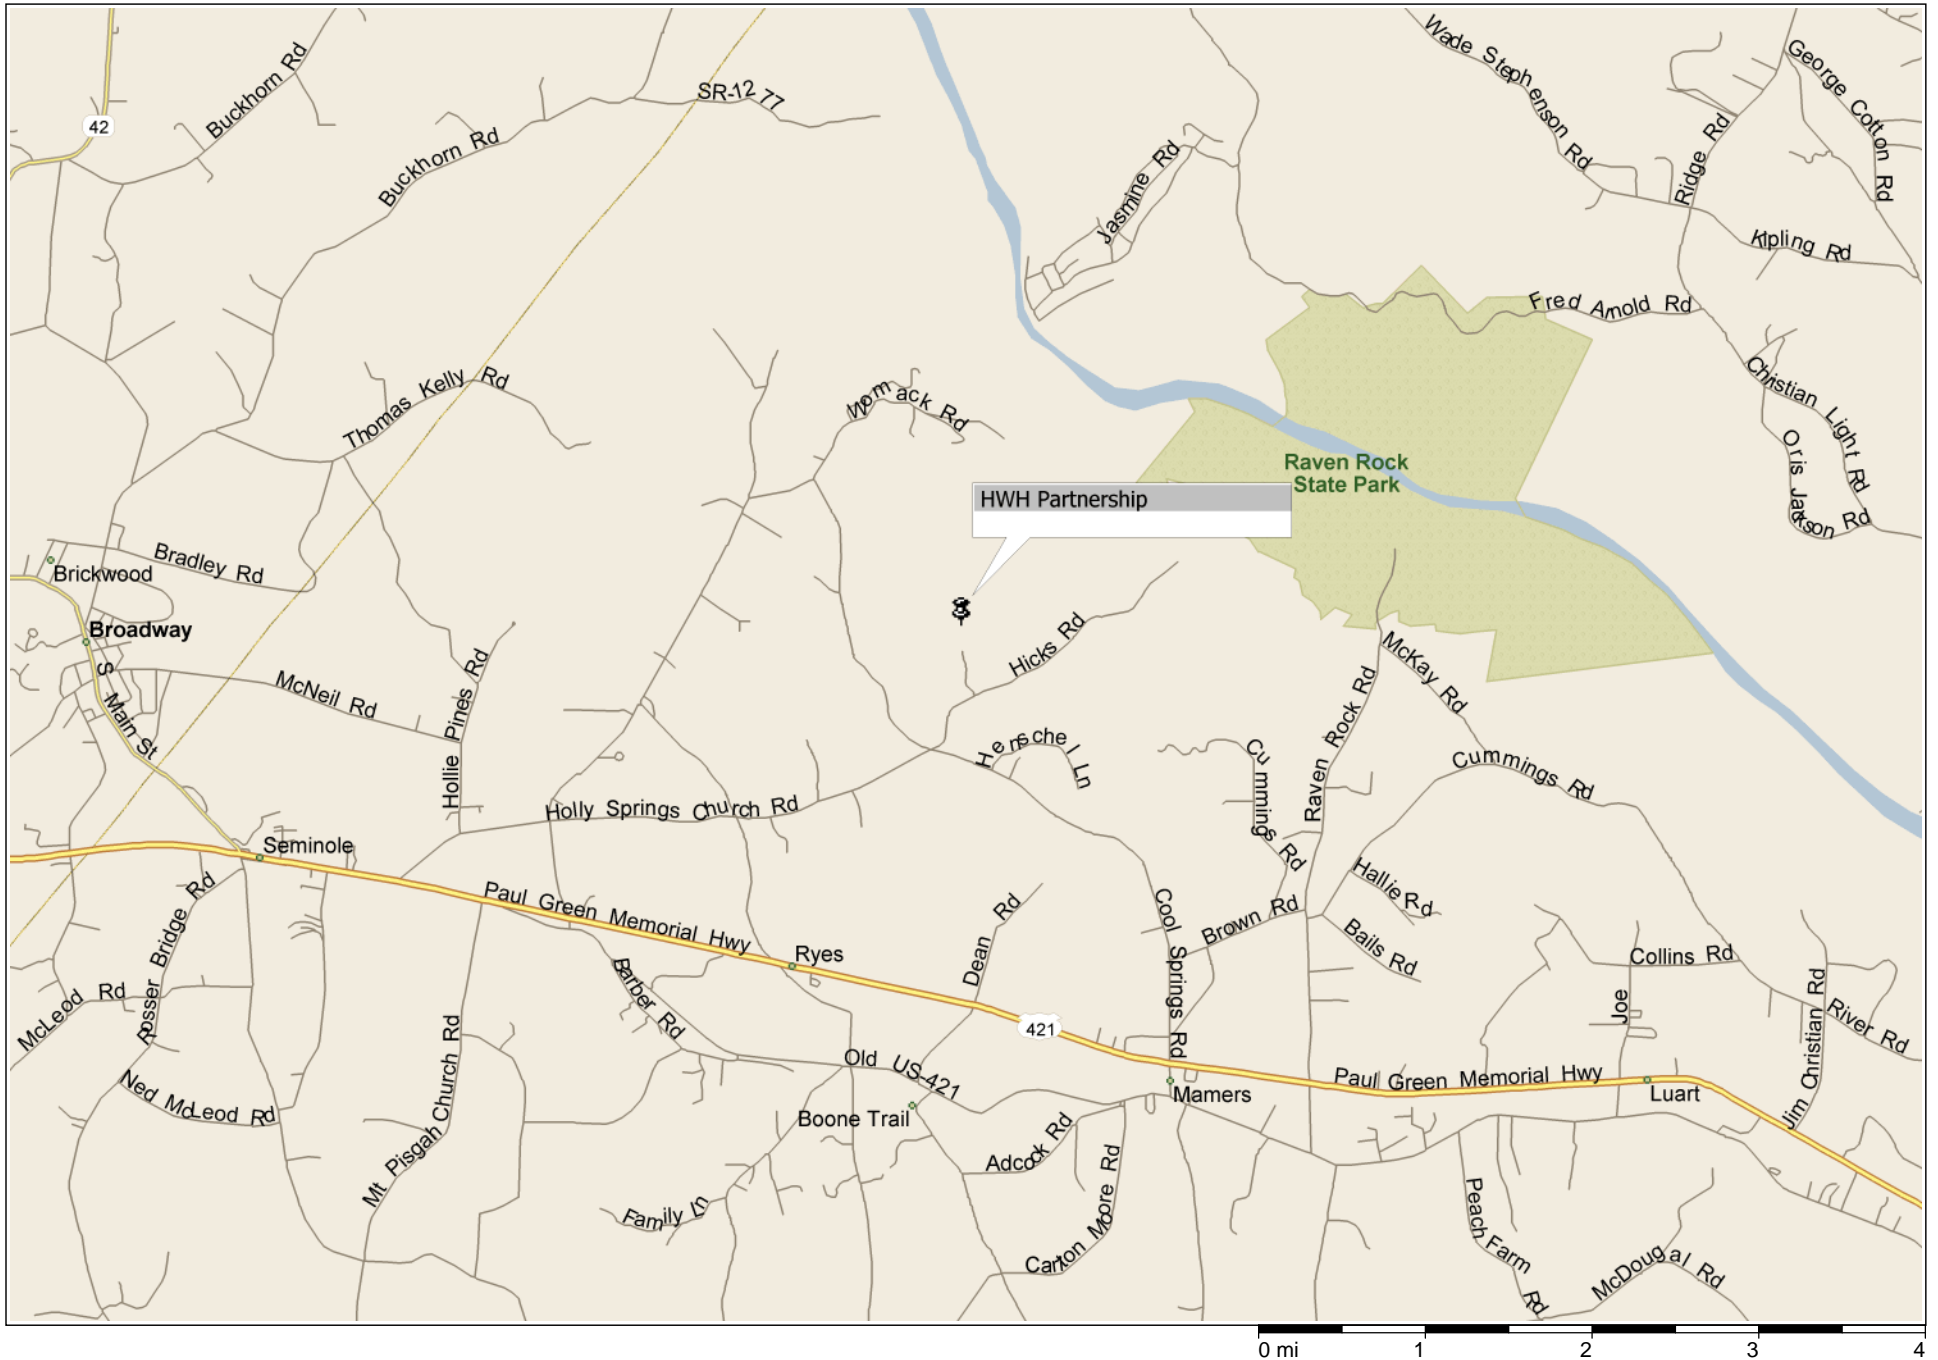 Wade Stephenson Rd
George Cotton Rd
Buckhorn Rd
SR-1277
42
Buckhorn Rd
Jasmine Rd
Ridge Rd
Kipling Rd
Fred Arnold Rd
Thomas Kelly Rd
Womack Rd
Christian Light Rd
Oris Jackson Rd
Raven Rock
State Park
HWH Partnership
Bradley Rd
Brickwood
Broadway
Hicks Rd
McKay Rd
S Main St
McNeil Rd
Hollie Pines Rd
Raven Rock Rd
Henschel Ln
Cummings Rd
Cummings Rd
Holly Springs Church Rd
Seminole
Hallie Rd
Rosser Bridge Rd
Paul Green Memorial Hwy
Dean Rd
Cool Springs Rd
Brown Rd
Bails Rd
Ryes
Collins Rd
Barber Rd
McLeod Rd
Joe
Jim Christian Rd
River Rd
421
Mt Pisgah Church Rd
Old US-421
Ned McLeod Rd
Paul Green Memorial Hwy
Mamers
Luart
Boone Trail
Adcock Rd
Carton Moore Rd
Family Ln
Peach Farm Rd
McDougal Rd
0 mi 1 2 3 4